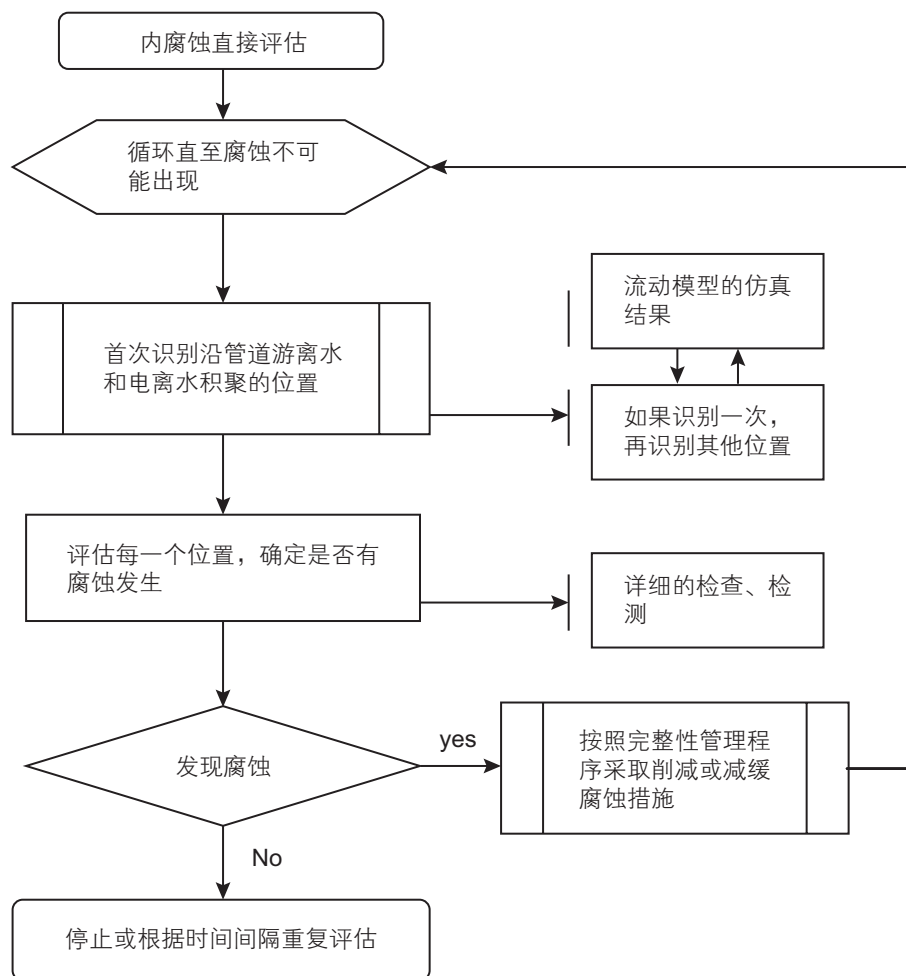 内腐蚀直接评估
循环直至腐蚀不可
能出现
流动模型的仿真
结果
首次识别沿管道游离水
和电离水积聚的位置
如果识别一次，
再识别其他位置
评估每一个位置，确定是否有
腐蚀发生
详细的检查、检
测
发现腐蚀
yes
按照完整性管理程
序采取削减或减缓
腐蚀措施
No
停止或根据时间间隔重复评估